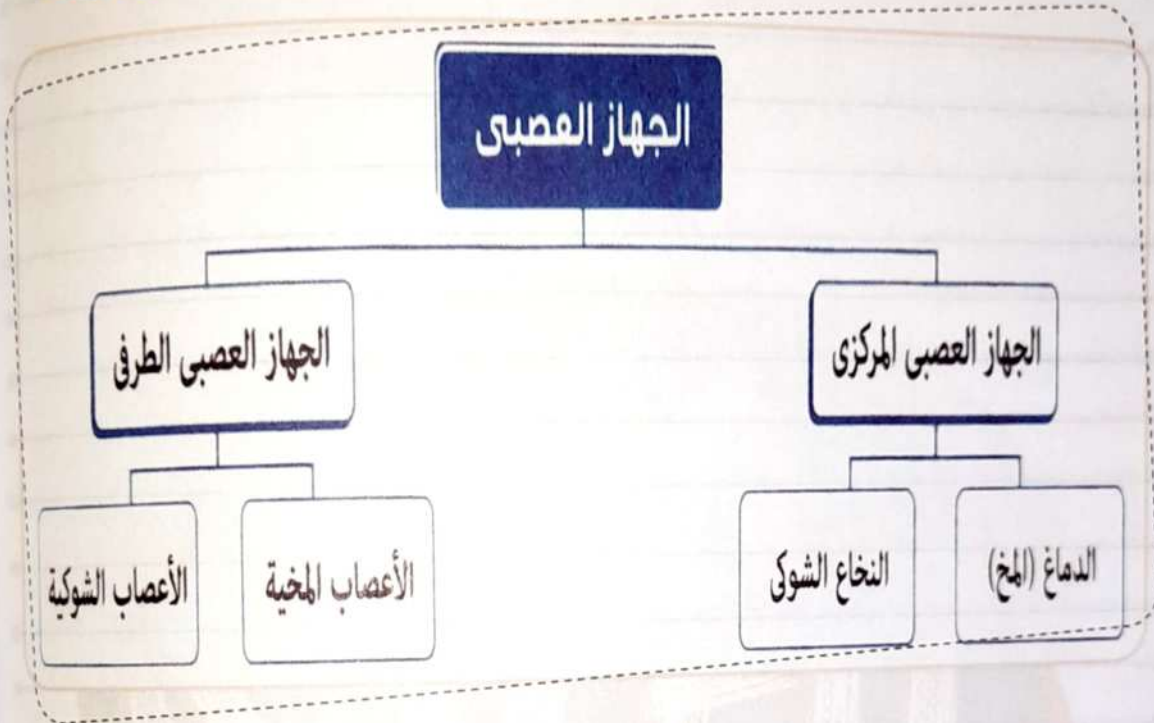 الجهاز العصبى
الجهاز العصبى المركزى
الجهاز العصبى الطرفى
الدماغ (المخ)
النخاع الشوكى
الأعصاب المخية
الأعصاب الشوكية